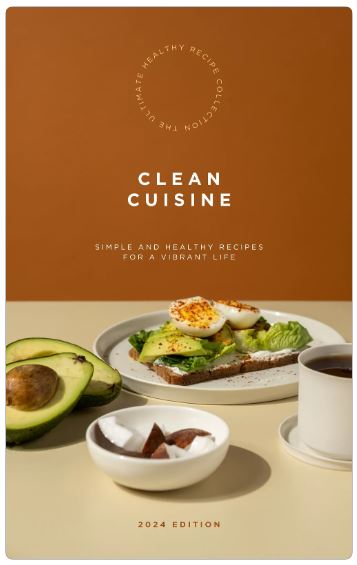 THE ULTIMATE HEALTHY RECIPE COLLECTION
CLEAN
CUISINE
SIMPLE AND HEALTHY RECIPES
FOR A VIBRANT LIFE
2024 EDITION